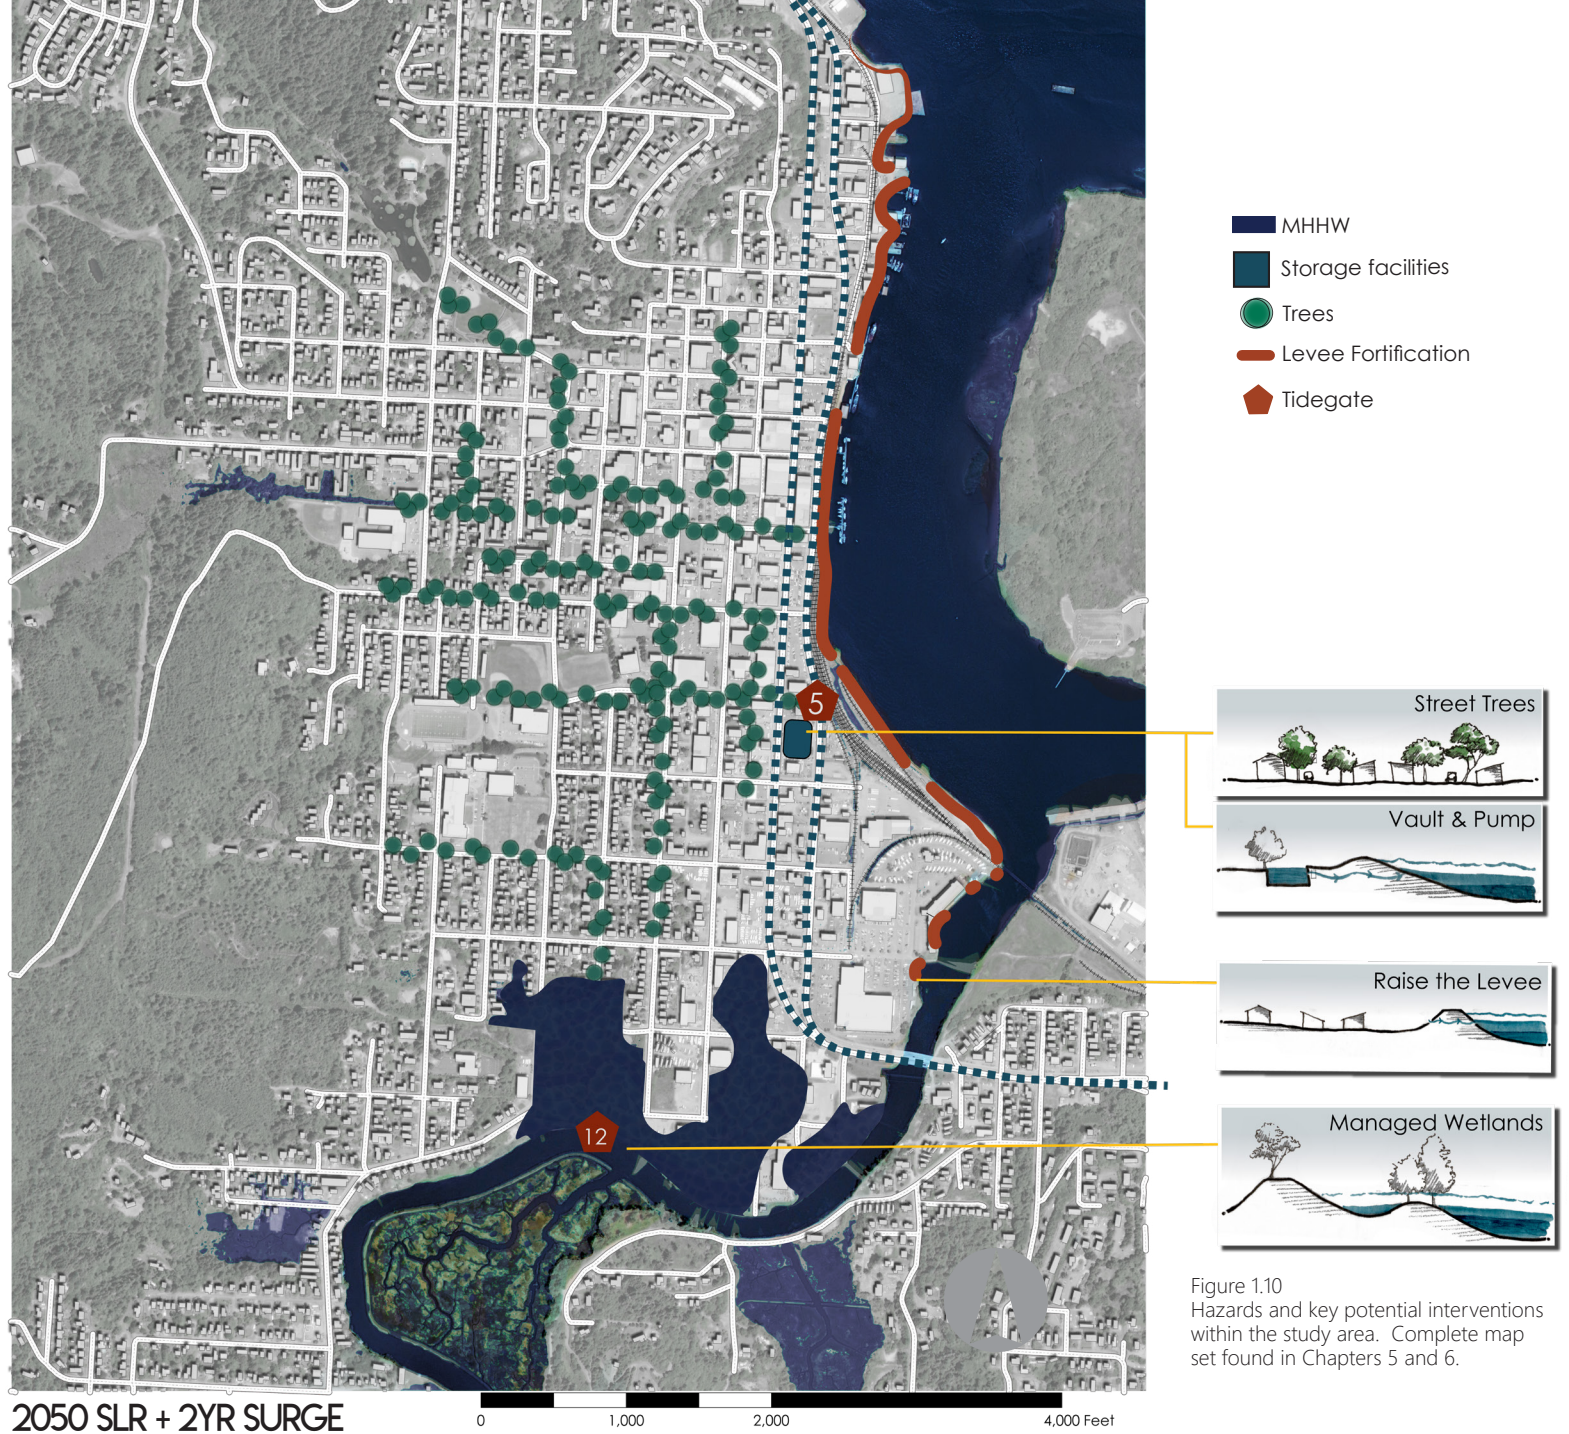 MHHW
Storage facilities
Trees
Levee Fortification
Tidegate
5
12
Street Trees
Vault & Pump
Raise the Levee
Managed Wetlands
Figure 1.10
Hazards and key potential interventions
within the study area.  Complete map
set found in Chapters 5 and 6.
2050 SLR + 2YR SURGE
0 1,000 2,000 4,000 Feet